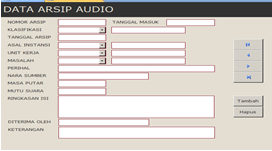 DATA ARSIP AUDIO
NOMOR ARSIP TANGGAL MASUK
KLASIFIKASI
TANGGAL ARSIP
ASAL INSTANSI
UNIT KERJA
MASALAH
PERIHAL
NARA SUMBER
MASA PUTAR
MUTU SUARA
RINGKASAN ISI
Tambah
Hapus
DITERIMA OLEH
KETERANGAN